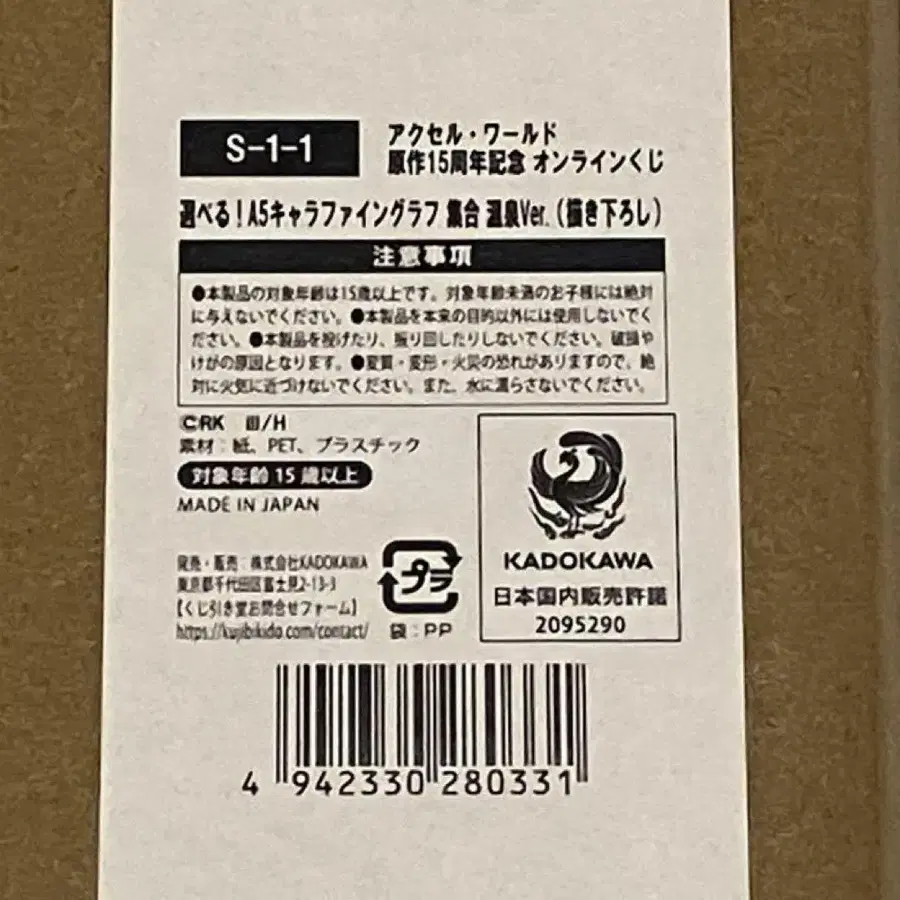 S-1-1
アクセル・ワールド
原作15周年記念 オンラインくじ
選べる!A5キャラファイングラフ 集合 温泉Ver.(描き下ろし)
注意事項
●本製品の対象年齢は15歳以上です。対象年齢未満のお子様には絶対
に与えないでください。●本製品を本来の目的以外には使用しないでく
ださい。●本製品を投げたり、振り回したりしないでください。破損や
けがの原因となります。●変質・変形・火災の恐れがありますので、絶
対に火気に近づけないでください。また、水に濡らさないでください。
©RK Ⅲ/H
素材:紙、PET、プラスチック
対象年齢 15 歳以上
MADE IN JAPAN
発売・販売:株式会社KADOKAWA
東京都千代田区富士見2-13-3
【くじ引き堂お問合せフォーム】
https://kujibikido.com/contact/
プラ
袋:PP
KADOKAWA
日本国内販売許諾
2095290
4 942330 280331